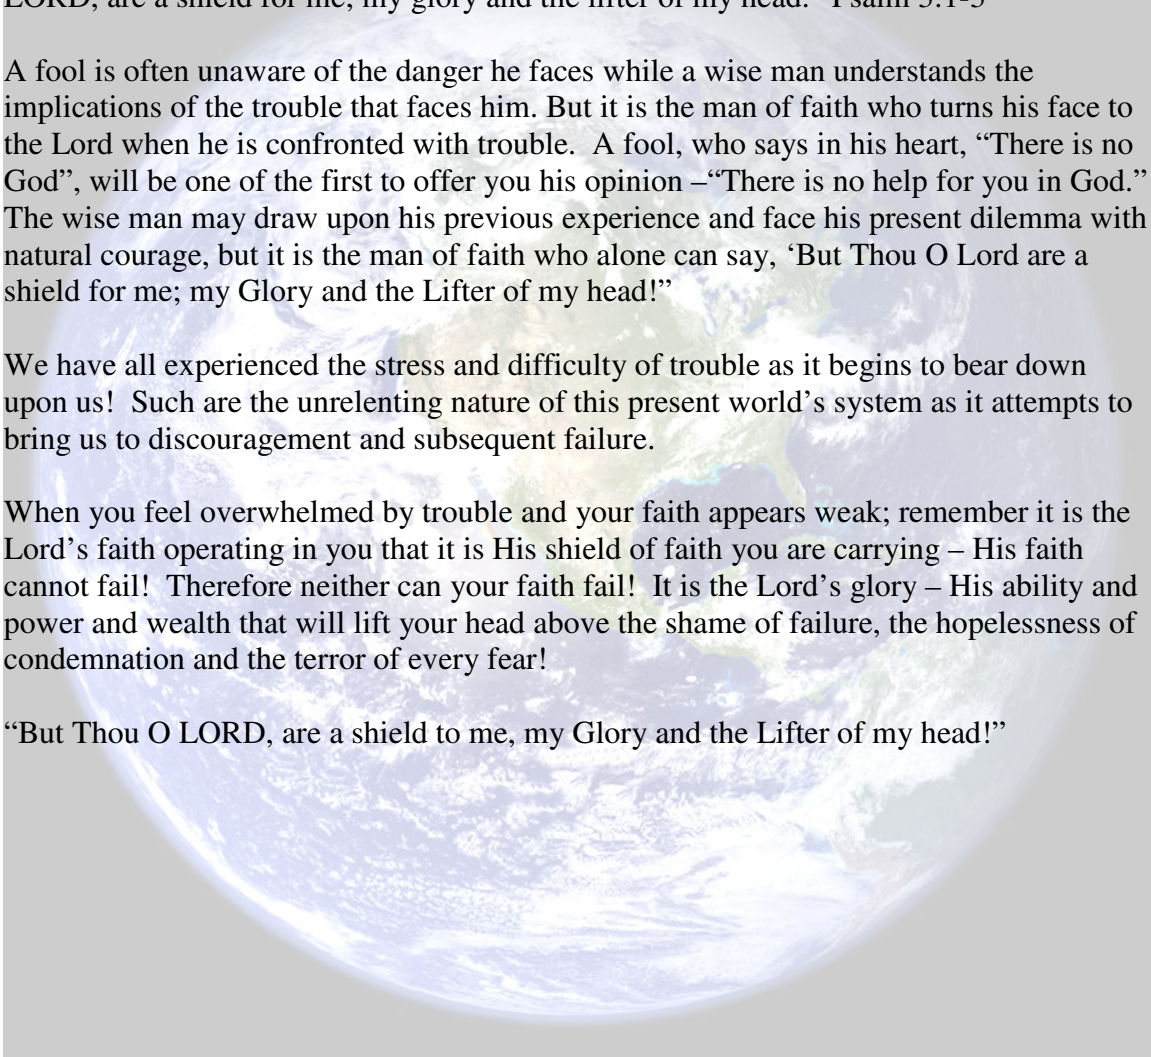 LORD, are a shield for me, my glory and the lifter of my head." Psalm 3:1-3
A fool is often unaware of the danger he faces while a wise man understands the
implications of the trouble that faces him. But it is the man of faith who turns his face to
the Lord when he is confronted with trouble.  A fool, who says in his heart, “There is no
God”, will be one of the first to offer you his opinion –“There is no help for you in God.”
The wise man may draw upon his previous experience and face his present dilemma with
natural courage, but it is the man of faith who alone can say, ‘But Thou O Lord are a
shield for me; my Glory and the Lifter of my head!”
We have all experienced the stress and difficulty of trouble as it begins to bear down
upon us!  Such are the unrelenting nature of this present world’s system as it attempts to
bring us to discouragement and subsequent failure.
When you feel overwhelmed by trouble and your faith appears weak; remember it is the
Lord’s faith operating in you that it is His shield of faith you are carrying – His faith
cannot fail!  Therefore neither can your faith fail!  It is the Lord’s glory – His ability and
power and wealth that will lift your head above the shame of failure, the hopelessness of
condemnation and the terror of every fear!
“But Thou O LORD, are a shield to me, my Glory and the Lifter of my head!”